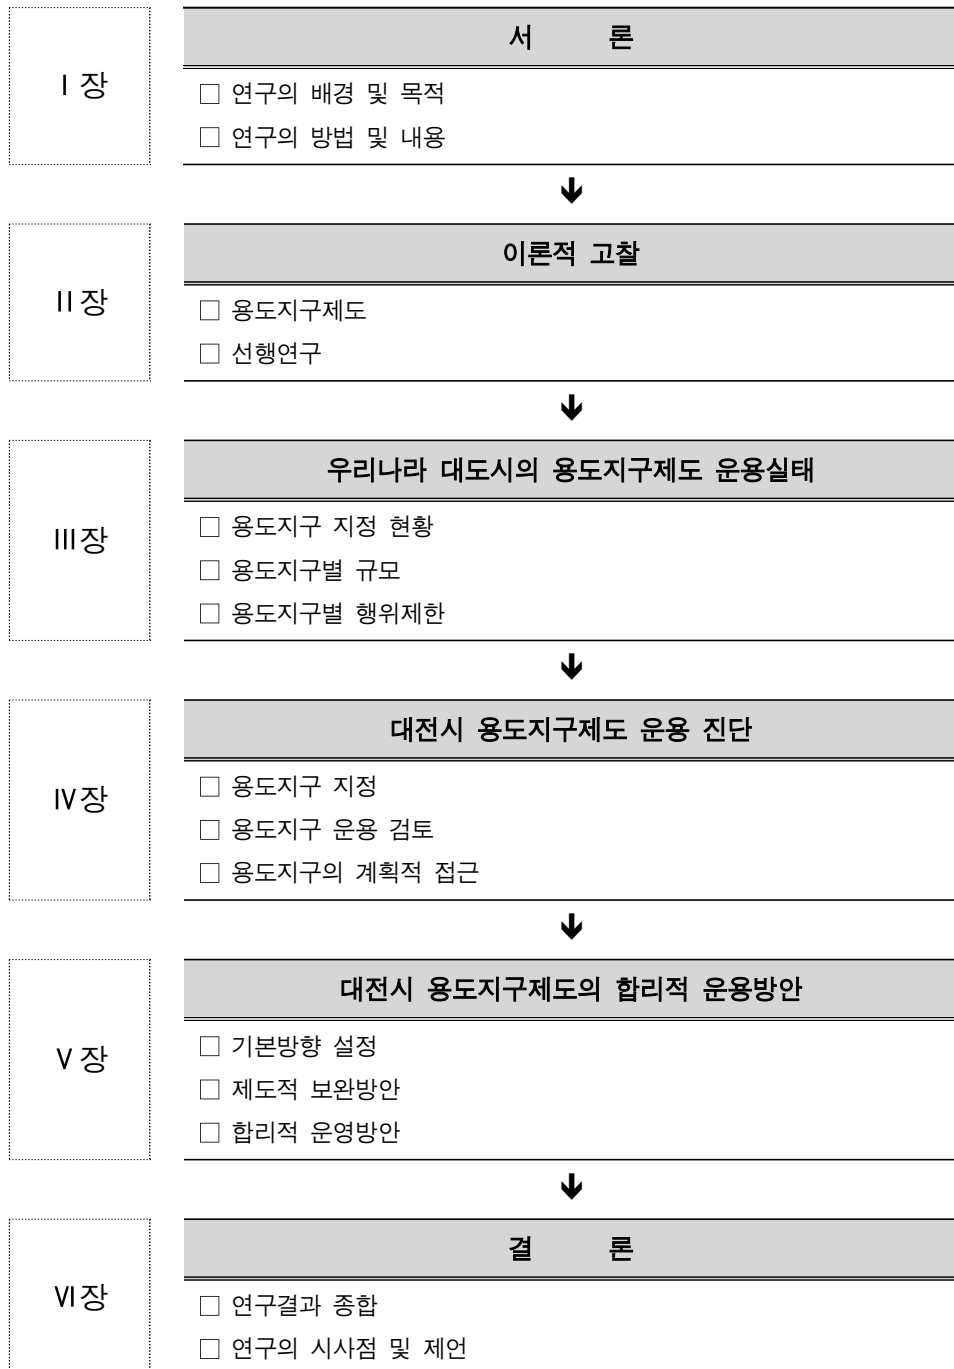 Ⅰ 장
서 론
□ 연구의 배경 및 목적
□ 연구의 방법 및 내용
Ⅱ장
이론적 고찰
□ 용도지구제도
□ 선행연구
Ⅲ장
우리나라 대도시의 용도지구제도 운용실태
□ 용도지구 지정 현황
□ 용도지구별 규모
□ 용도지구별 행위제한
Ⅳ장
대전시 용도지구제도 운용 진단
□ 용도지구 지정
□ 용도지구 운용 검토
□ 용도지구의 계획적 접근
Ⅴ 장
대전시 용도지구제도의 합리적 운용방안
□ 기본방향 설정
□ 제도적 보완방안
□ 합리적 운영방안
Ⅵ장
결 론
□ 연구결과 종합
□ 연구의 시사점 및 제언